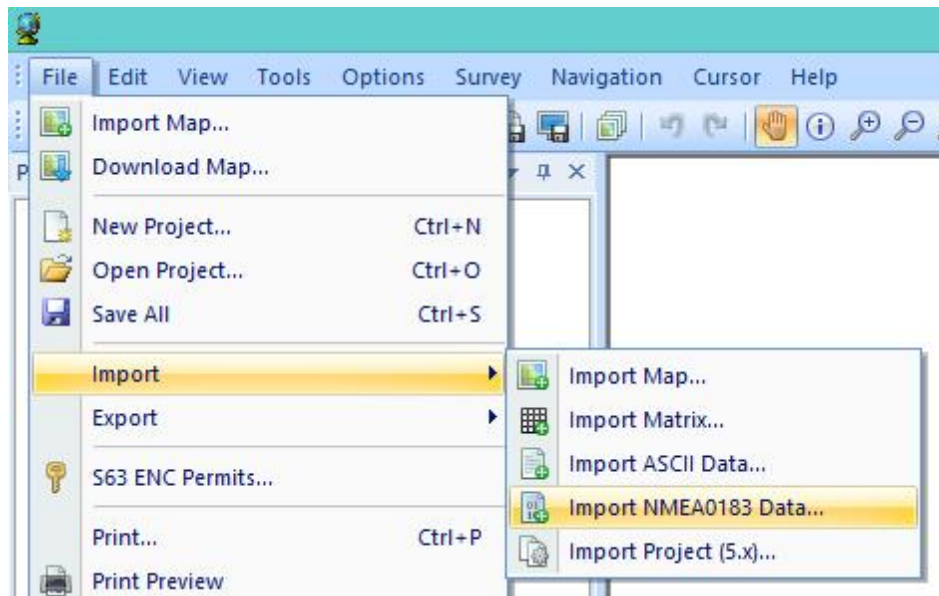 File Edit View Tools Options Survey Navigation Cursor Help
Import Map...
Download Map...
P
New Project... Ctrl+N
Open Project... Ctrl+O
Save All Ctrl+S
Import
Export
S63 ENC Permits...
Print... Ctrl+P
Print Preview
Import Map...
Import Matrix...
Import ASCII Data...
Import NMEA0183 Data...
Import Project (5.x)...